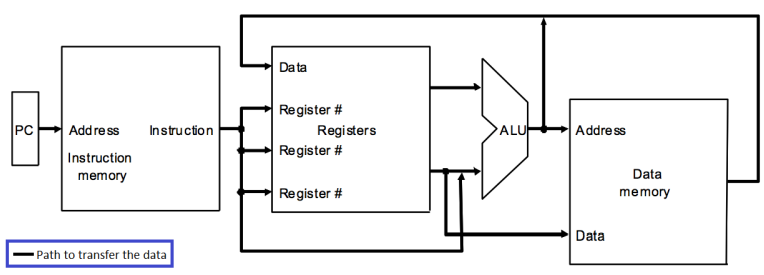 Data
Register #
PC
Address
Instruction
Registers
ALU
Address
Instruction
memory
Register #
Data
memory
Register #
Data
Path to transfer the data